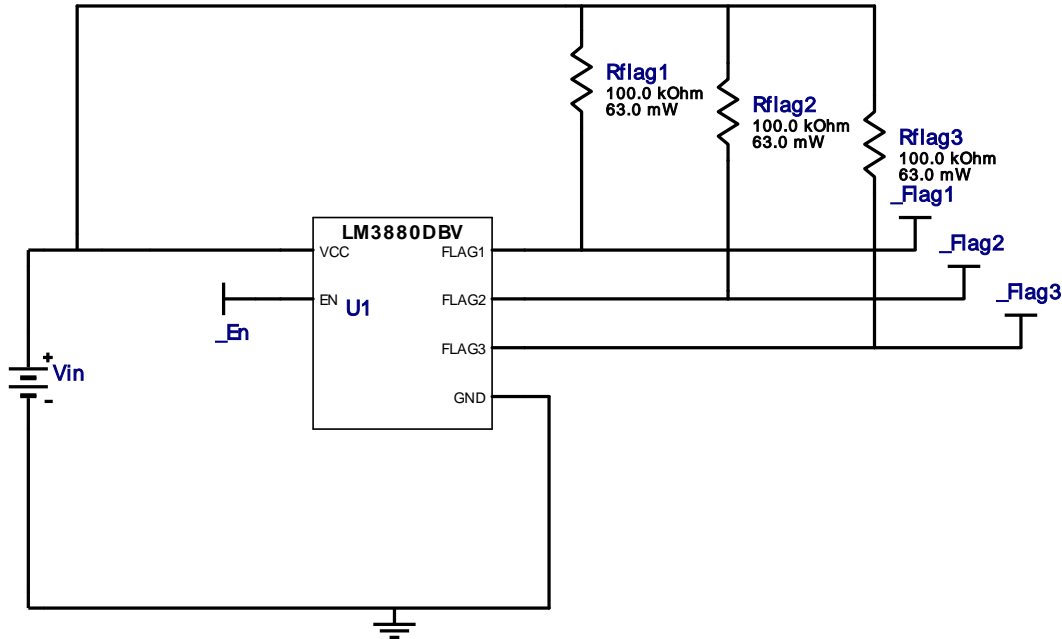 Rflag1
100.0 kOhm
63.0 mW
Rflag2
100.0 kOhm
63.0 mW
Rflag3
100.0 kOhm
63.0 mW
_Flag1
_Flag2
_Flag3
LM3880DBV
VCC
FLAG1
EN
U1
FLAG2
_En
FLAG3
GND
+
Vin
-